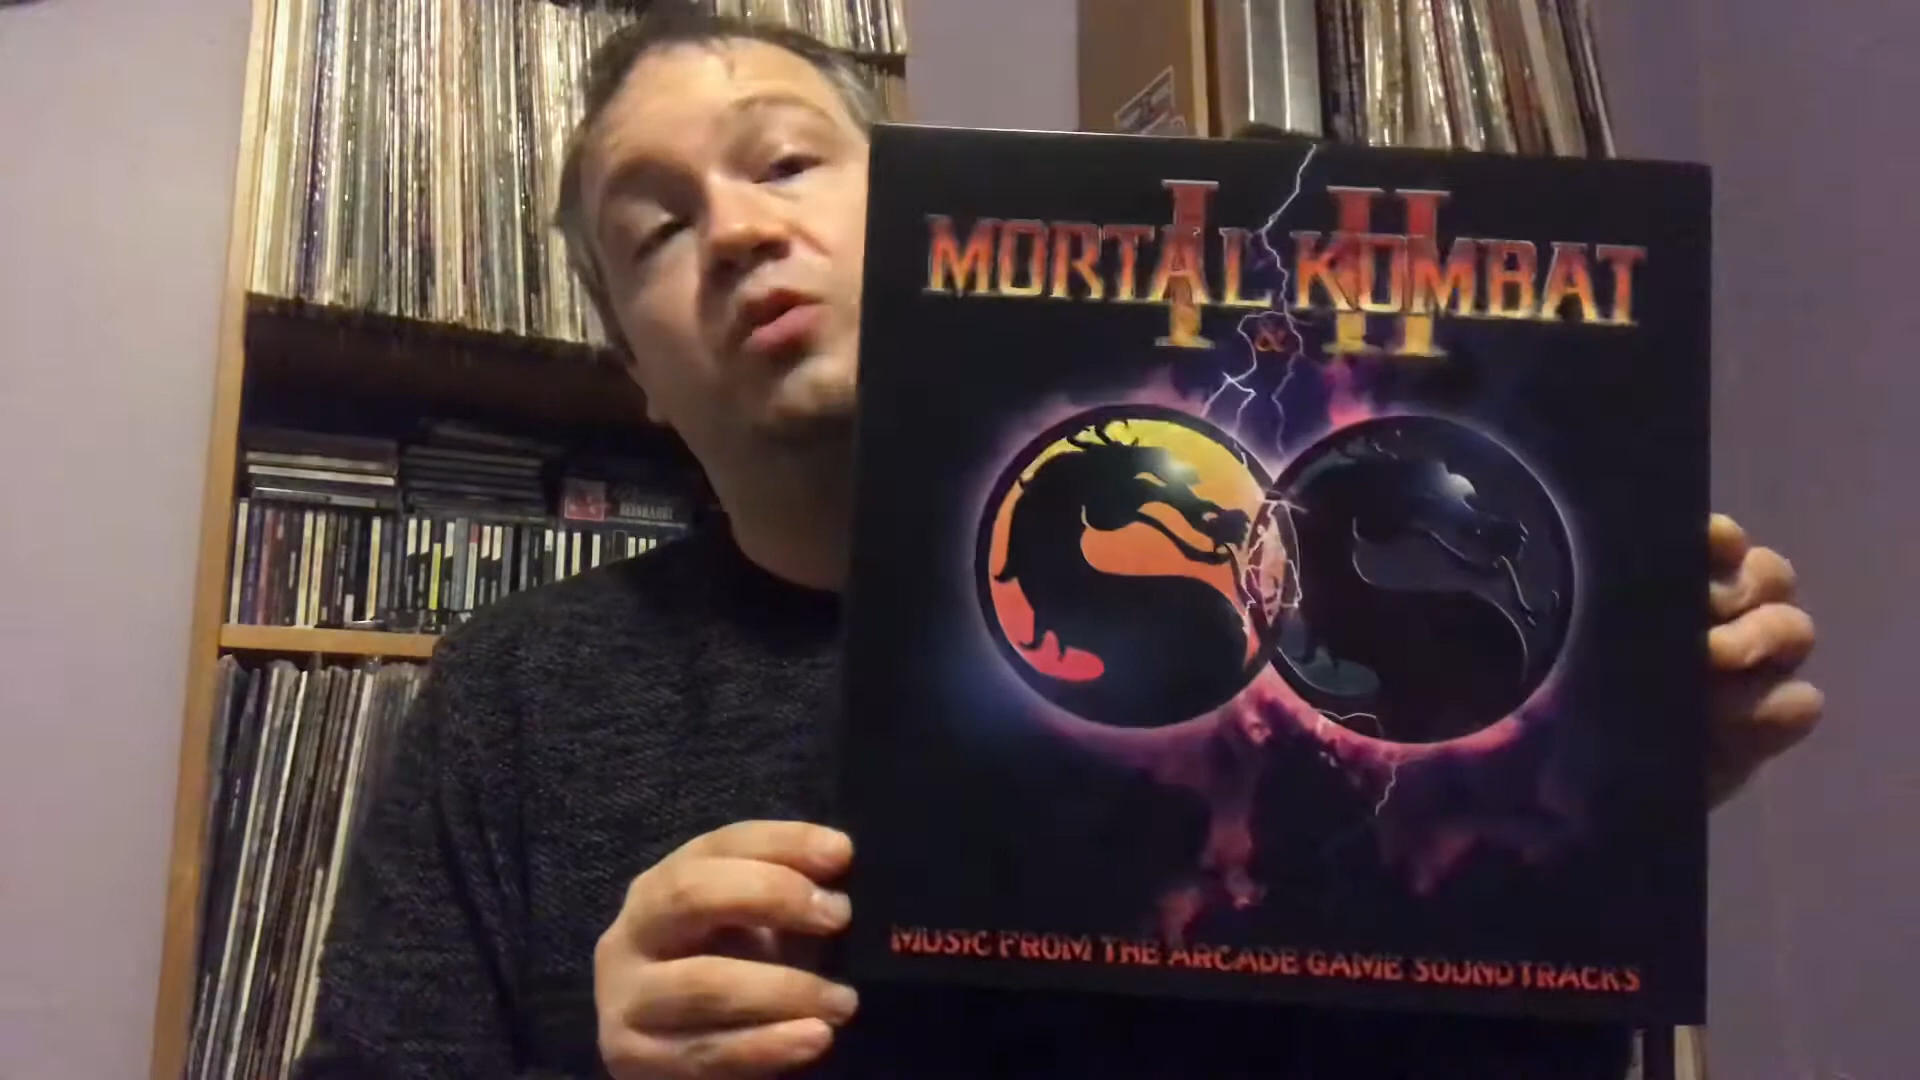 I II
MORTAL KOMBAT
&
MUSIC FROM THE ARCADE GAME SOUNDTRACKS